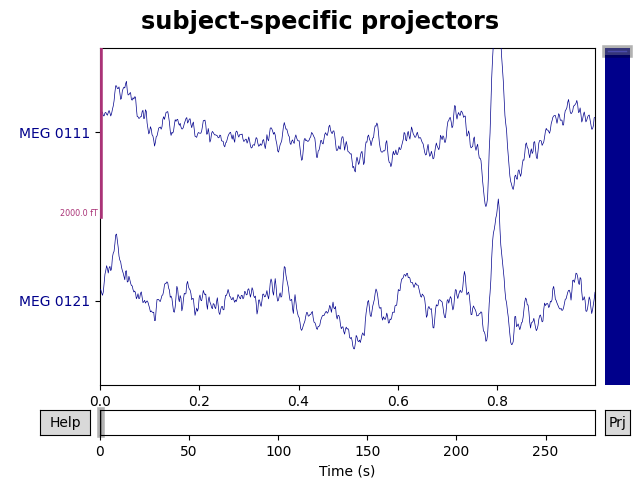 subject-specific projectors
MEG 0111
2000.0 fT
MEG 0121
0.0 0.2 0.4 0.6 0.8
Help
Prj
0 50 100 150 200 250
Time (s)